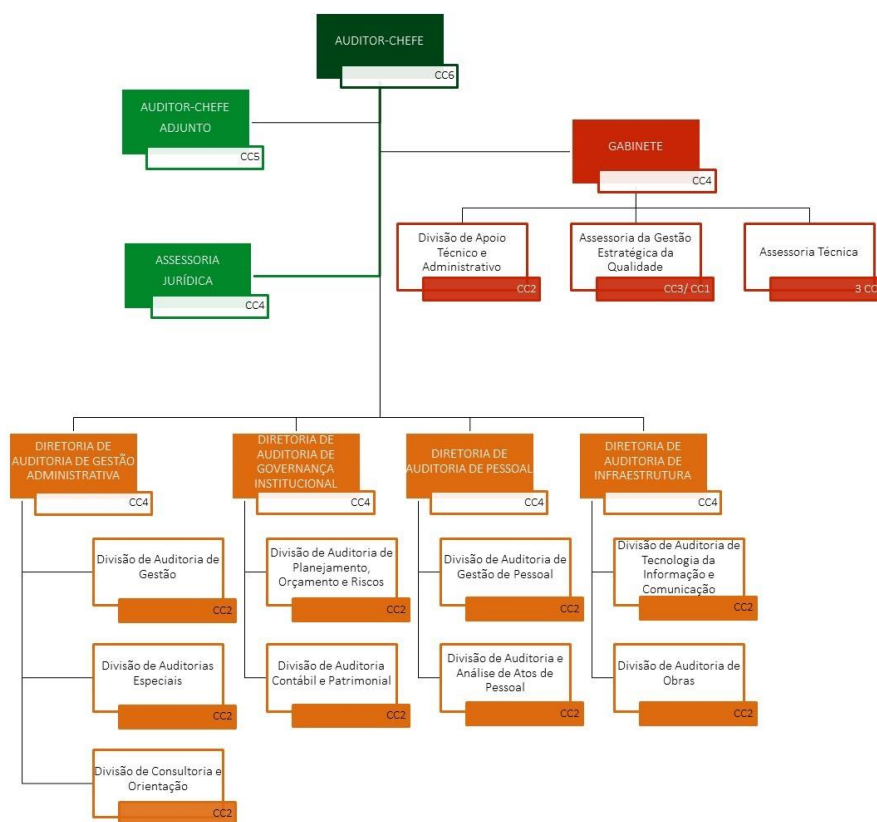 AUDITOR-CHEFE
CC6
AUDITOR-CHEFE
ADJUNTO
CC5
GABINETE
CC4
ASSESSORIA
JURÍDICA
CC4
Divisão de Apoio
Técnico e
Administrativo
CC2
Assessoria da Gestão
Estratégica da
Qualidade
CC3/ CC1
Assessoria Técnica
3 CC
DIRETORIA DE
AUDITORIA DE GESTÃO
ADMINISTRATIVA
CC4
DIRETORIA DE
AUDITORIA DE
GOVERNANÇA
INSTITUCIONAL
CC4
DIRETORIA DE
AUDITORIA DE PESSOAL
CC4
DIRETORIA DE
AUDITORIA DE
INFRAESTRUTURA
CC4
Divisão de Auditoria de
Gestão
CC2
Divisão de Auditoria de
Planejamento,
Orçamento e Riscos
CC2
Divisão de Auditoria de
Gestão de Pessoal
CC2
Divisão de Auditoria de
Tecnologia da
Informação e
Comunicação
CC2
Divisão de Auditorias
Especiais
CC2
Divisão de Auditoria
Contábil e Patrimonial
CC2
Divisão de Auditoria e
Análise de Atos de
Pessoal
CC2
Divisão de Auditoria de
Obras
CC2
Divisão de Consultoria e
Orientação
CC2